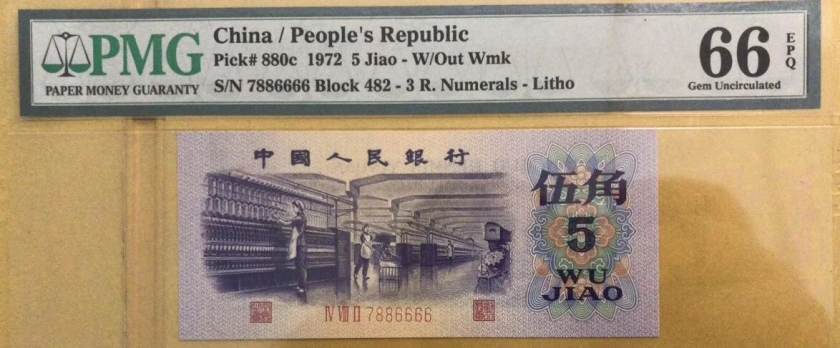 PMG
PAPER MONEY GUARANTY
China / People's Republic
Pick# 880c 1972 5 Jiao - W/Out Wmk
S/N 7886666 Block 482 - 3 R. Numerals - Litho
66 EPQ
Gem Uncirculated
中國人民銀行
伍角
5
WU
JIAO
Ⅳ Ⅷ Ⅱ 7886666